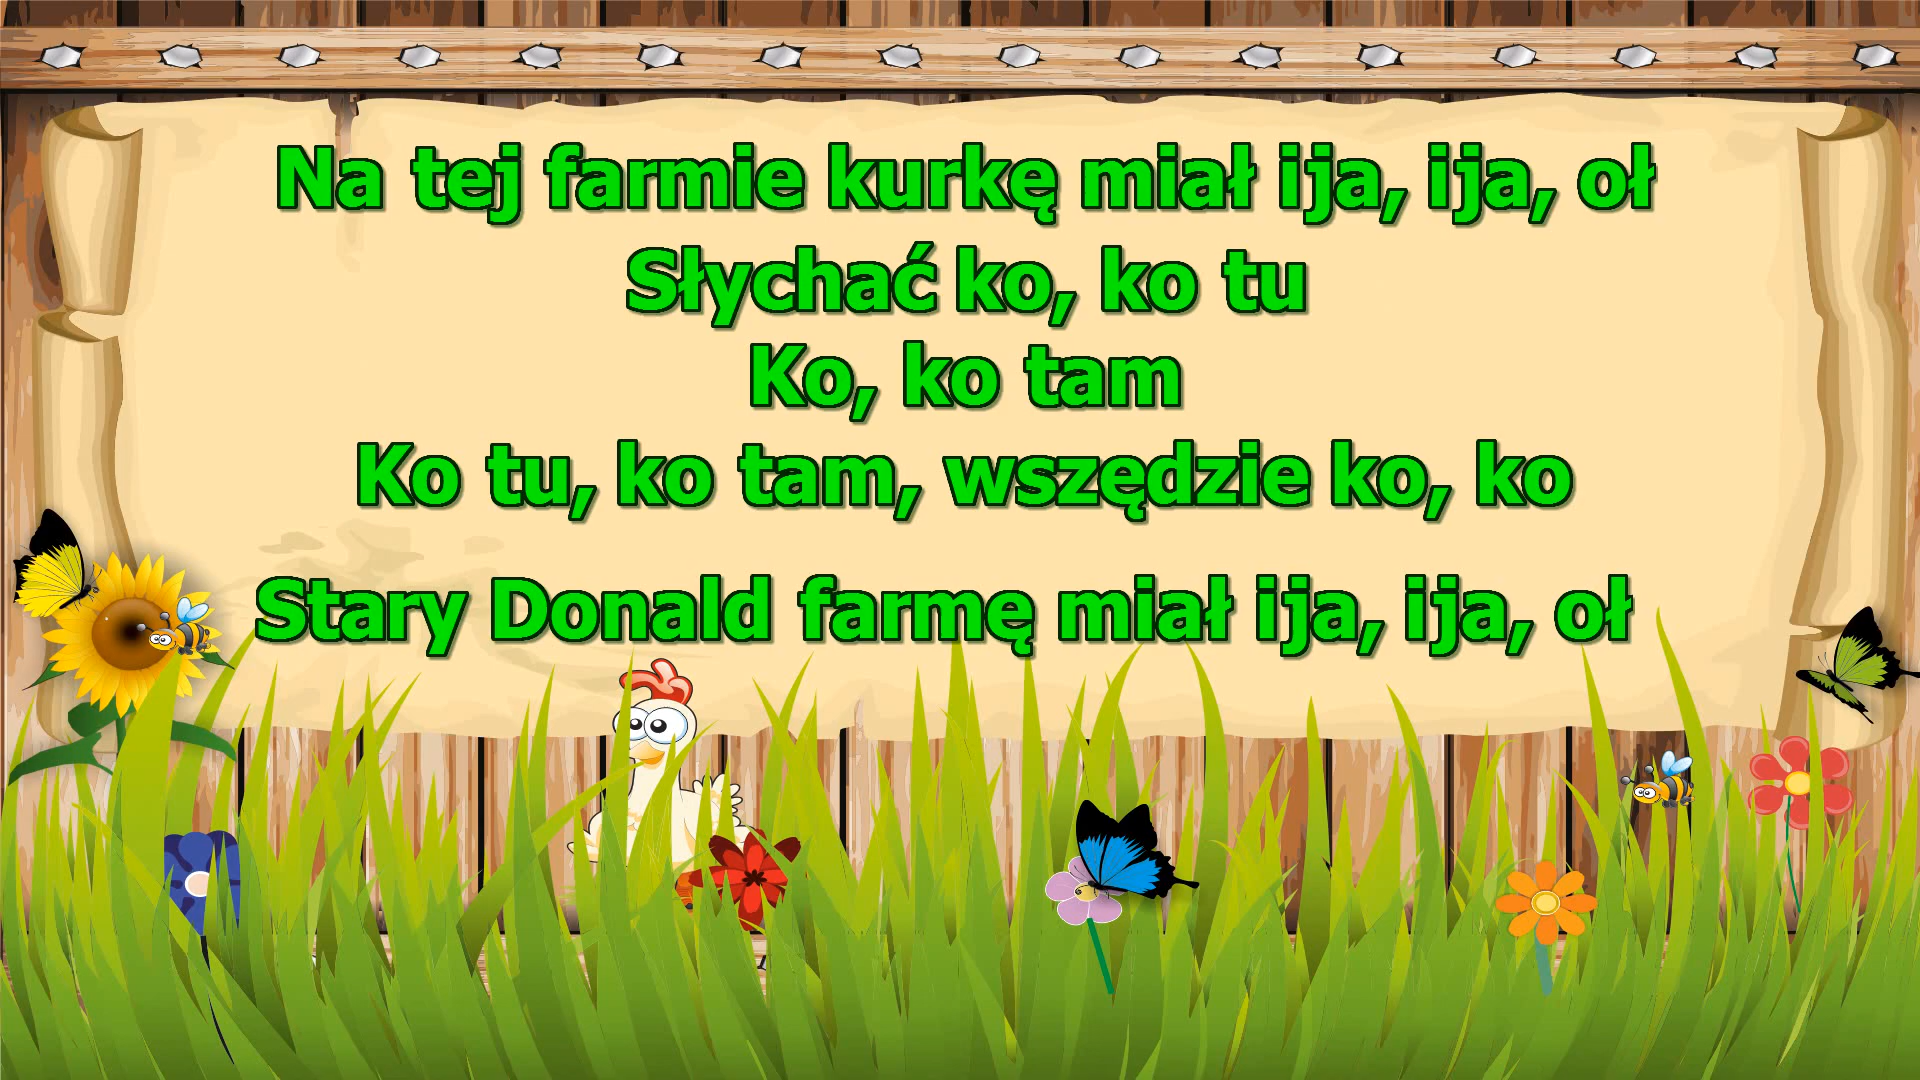 Na tej farmie kurkę miał ija, ija, oł
Słychać ko, ko tu
Ko, ko tam
Ko tu, ko tam, wszędzie ko, ko
Stary Donald farmę miał ija, ija, oł